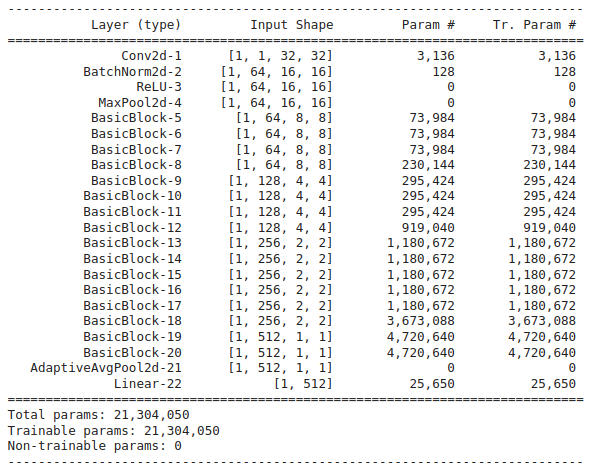 --------------------------------------------------------------------------
Layer (type) Input Shape Param # Tr. Param #
==========================================================================
Conv2d-1 [1, 1, 32, 32] 3,136 3,136
BatchNorm2d-2 [1, 64, 16, 16] 128 128
ReLU-3 [1, 64, 16, 16] 0 0
MaxPool2d-4 [1, 64, 16, 16] 0 0
BasicBlock-5 [1, 64, 8, 8] 73,984 73,984
BasicBlock-6 [1, 64, 8, 8] 73,984 73,984
BasicBlock-7 [1, 64, 8, 8] 73,984 73,984
BasicBlock-8 [1, 64, 8, 8] 230,144 230,144
BasicBlock-9 [1, 128, 4, 4] 295,424 295,424
BasicBlock-10 [1, 128, 4, 4] 295,424 295,424
BasicBlock-11 [1, 128, 4, 4] 295,424 295,424
BasicBlock-12 [1, 128, 4, 4] 919,040 919,040
BasicBlock-13 [1, 256, 2, 2] 1,180,672 1,180,672
BasicBlock-14 [1, 256, 2, 2] 1,180,672 1,180,672
BasicBlock-15 [1, 256, 2, 2] 1,180,672 1,180,672
BasicBlock-16 [1, 256, 2, 2] 1,180,672 1,180,672
BasicBlock-17 [1, 256, 2, 2] 1,180,672 1,180,672
BasicBlock-18 [1, 256, 2, 2] 3,673,088 3,673,088
BasicBlock-19 [1, 512, 1, 1] 4,720,640 4,720,640
BasicBlock-20 [1, 512, 1, 1] 4,720,640 4,720,640
AdaptiveAvgPool2d-21 [1, 512, 1, 1] 0 0
Linear-22 [1, 512] 25,650 25,650
==========================================================================
Total params: 21,304,050
Trainable params: 21,304,050
Non-trainable params: 0
--------------------------------------------------------------------------